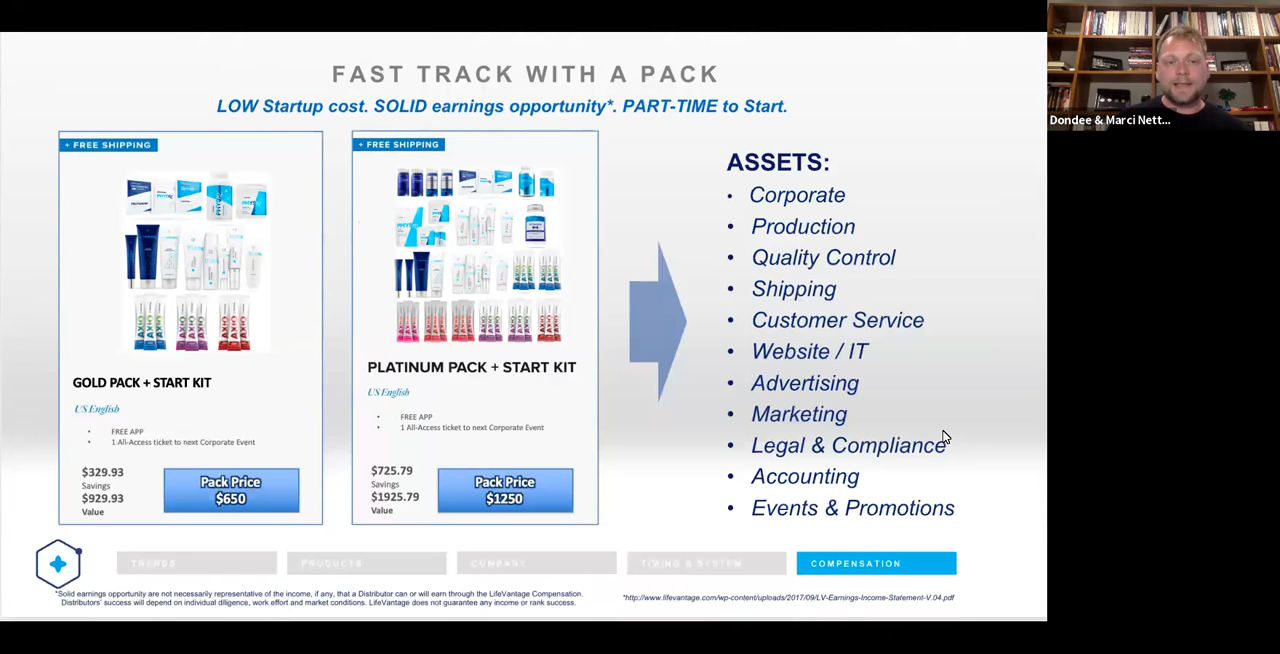 FAST TRACK WITH A PACK
LOW Startup cost. SOLID earnings opportunity*. PART-TIME to Start.
+ FREE SHIPPING
GOLD PACK + START KIT
US English
• FREE APP
• 1 All-Access ticket to next Corporate Event
$329.93
Savings
$929.93
Value
Pack Price
$650
+ FREE SHIPPING
PLATINUM PACK + START KIT
US English
• FREE APP
• 1 All-Access ticket to next Corporate Event
$725.79
Savings
$1925.79
Value
Pack Price
$1250
ASSETS:
• Corporate
• Production
• Quality Control
• Shipping
• Customer Service
• Website / IT
• Advertising
• Marketing
• Legal & Compliance
• Accounting
• Events & Promotions
TRENDS
PRODUCTS
COMPANY
TIMING & SYSTEM
COMPENSATION
*Solid earnings opportunity are not necessarily representative of the income, if any, that a Distributor can or will earn through the LifeVantage Compensation.
Distributors' success will depend on individual diligence, work effort and market conditions. LifeVantage does not guarantee any income or rank success.
*http://www.lifevantage.com/wp-content/uploads/2017/09/LV-Earnings-Income-Statement-V.04.pdf
Dondee & Marci Nett...